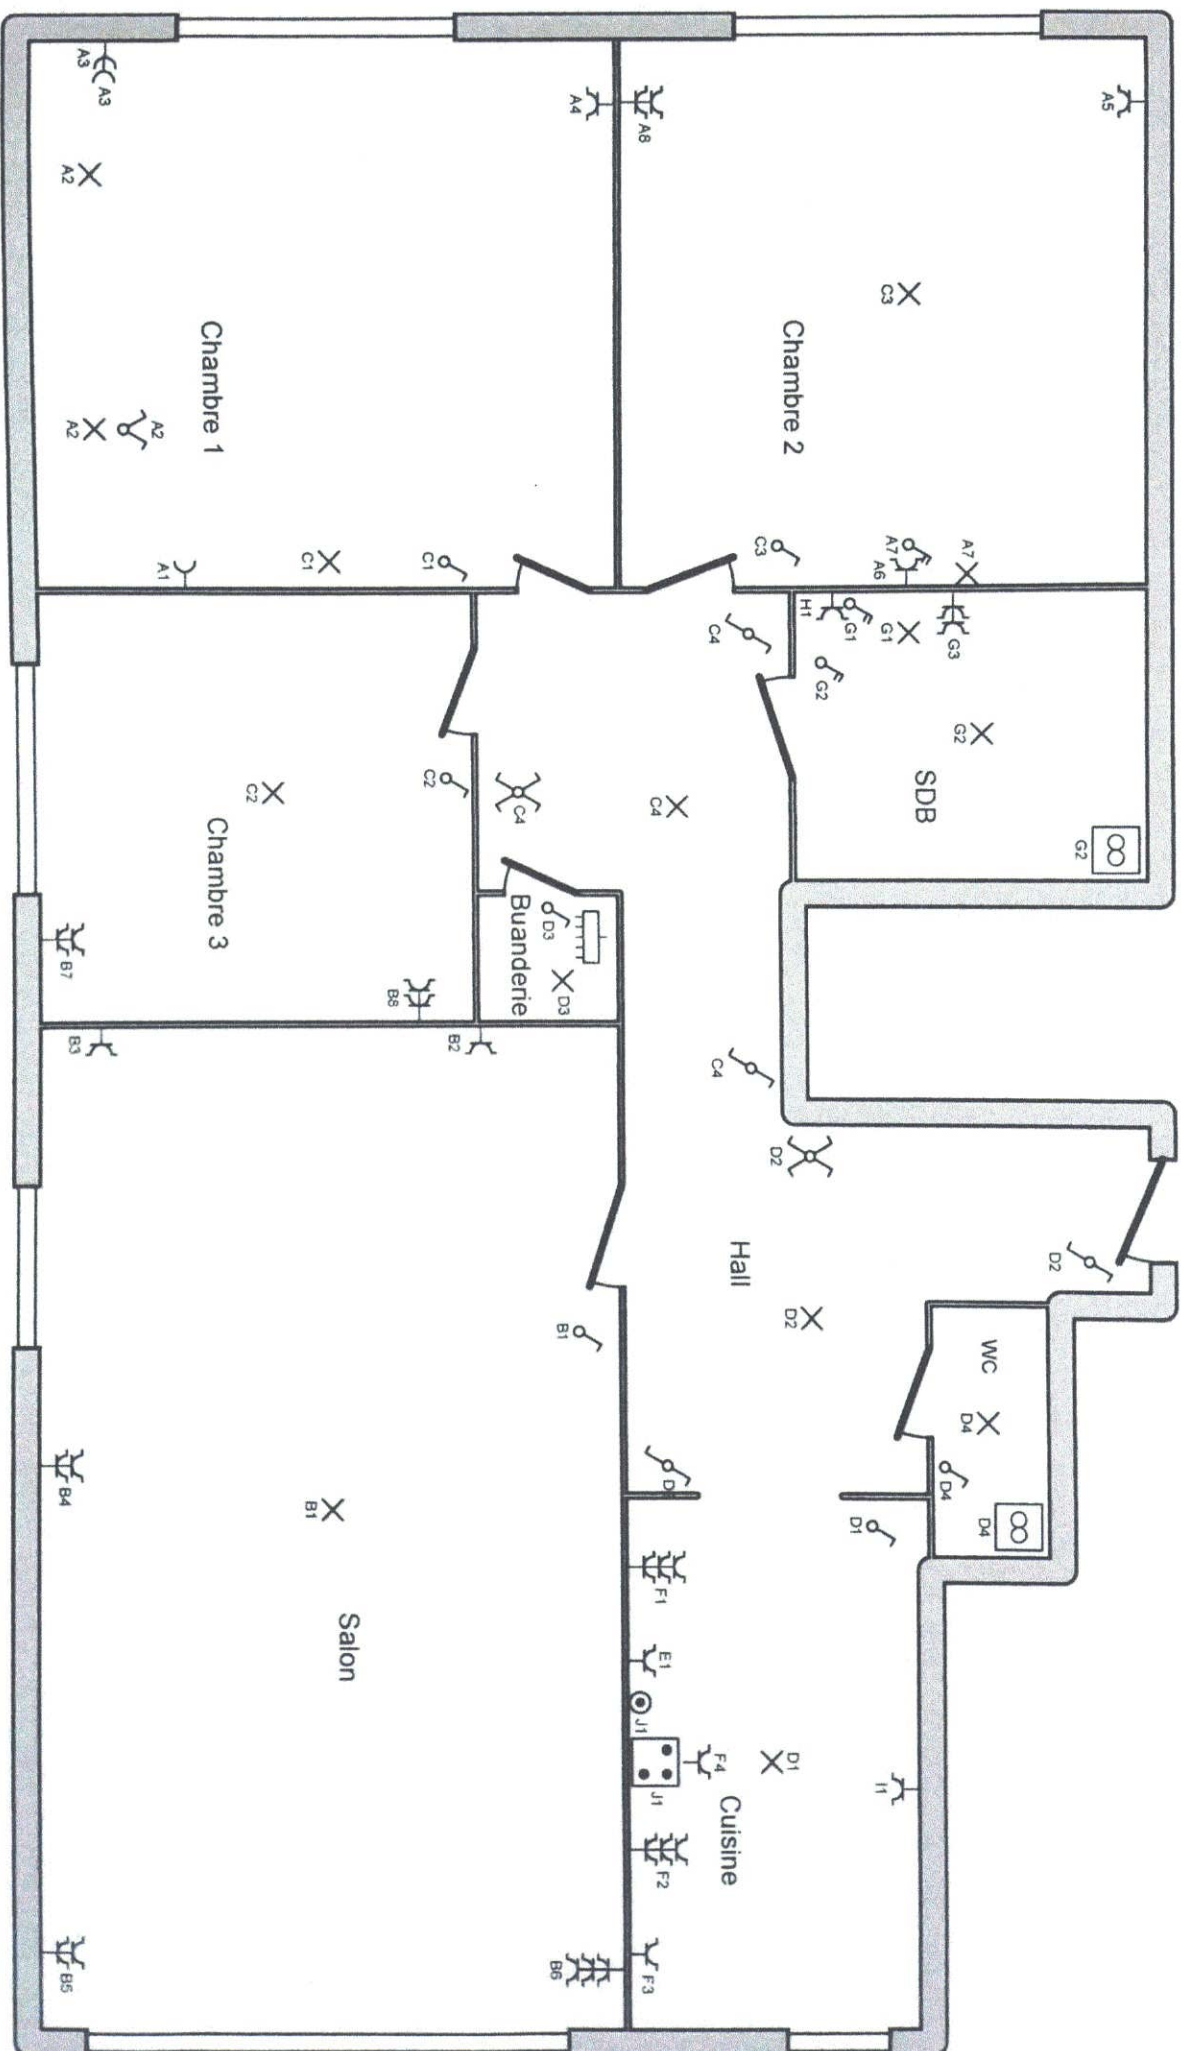 A5
A8
A4
A3
A3
A2
C3
Chambre 2
Chambre 1
A2
A2
A7
A7
A6
C3
C1
C1
A1
G3
G1
G1
H1
G2
C4
G2
SDB
G2
C4
C4
C2
C2
Chambre 3
Buanderie
D3
D3
B7
B8
B2
B3
C4
D2
D2
Hall
D2
B1
WC
D4
D4
D4
D1
D
B4
B1
Salon
F1
E1
J1
F4
D1
J1
I1
Cuisine
F2
F3
B6
B5